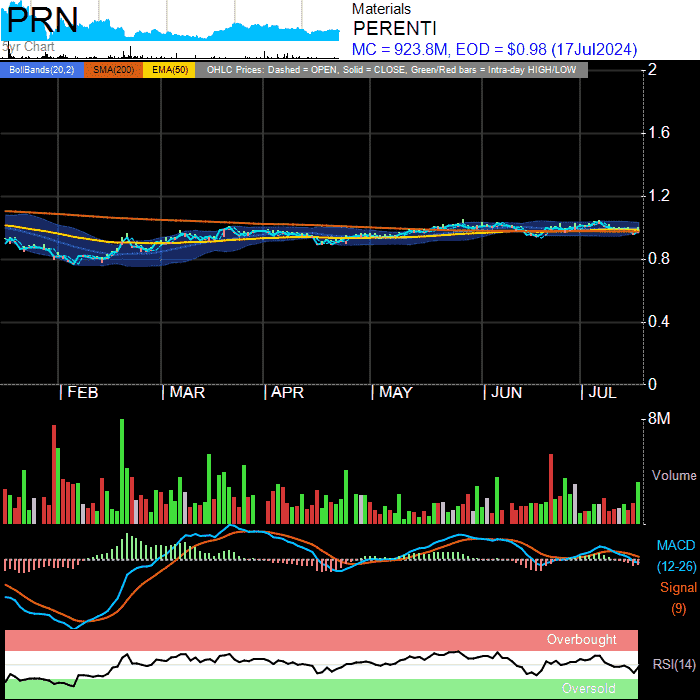 PRN
5yr Chart
Materials
PERENTI
MC = 923.8M, EOD = $0.98 (17Jul2024)
BollBands(20,2) SMA(200) EMA(50) OHLC Prices: Dashed = OPEN, Solid = CLOSE, Green/Red bars = Intra-day HIGH/LOW
2
1.6
1.2
0.8
0.4
0
FEB MAR APR MAY JUN JUL
8M
Volume
MACD
(12-26)
Signal
(9)
Overbought
RSI(14)
Oversold